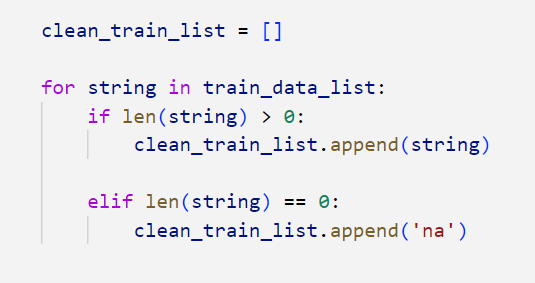 clean_train_list = []
for string in train_data_list:
    if len(string) > 0:
        clean_train_list.append(string)
    elif len(string) == 0:
        clean_train_list.append('na')